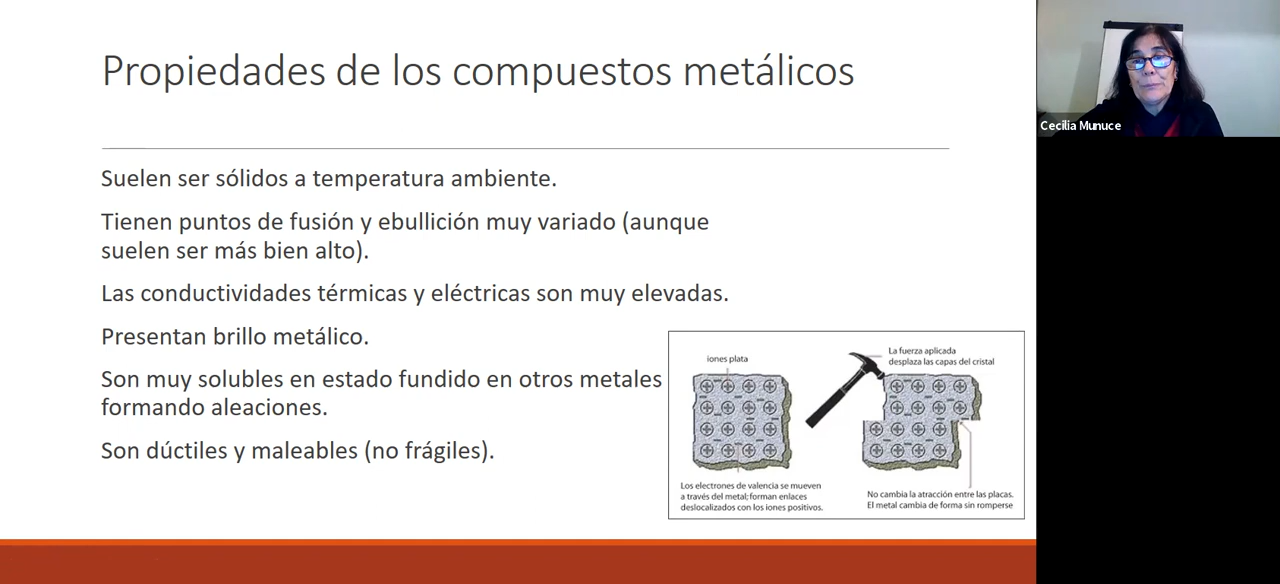 Propiedades de los compuestos metálicos
Cecilia Munuce
Suelen ser sólidos a temperatura ambiente.
Tienen puntos de fusión y ebullición muy variado (aunque
suelen ser más bien alto).
Las conductividades térmicas y eléctricas son muy elevadas.
Presentan brillo metálico.
Son muy solubles en estado fundido en otros metales
formando aleaciones.
Son dúctiles y maleables (no frágiles).
iones plata
La fuerza aplicada
desplaza las capas del cristal
Los electrones de valencia se mueven
a través del metal; forman enlaces
deslocalizados con los iones positivos.
No cambia la atracción entre las placas.
El metal cambia de forma sin romperse